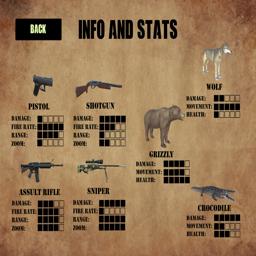 BACK
INFO AND STATS
PISTOL
DAMAGE:
FIRE RATE:
RANGE:
ZOOM:
SHOTGUN
DAMAGE:
FIRE RATE:
RANGE:
ZOOM:
WOLF
DAMAGE:
MOVEMENT:
HEALTH:
GRIZZLY
DAMAGE:
MOVEMENT:
HEALTH:
ASSULT RIFLE
DAMAGE:
FIRE RATE:
RANGE:
ZOOM:
SNIPER
DAMAGE:
FIRE RATE:
RANGE:
ZOOM:
CROCODILE
DAMAGE:
MOVEMENT:
HEALTH: